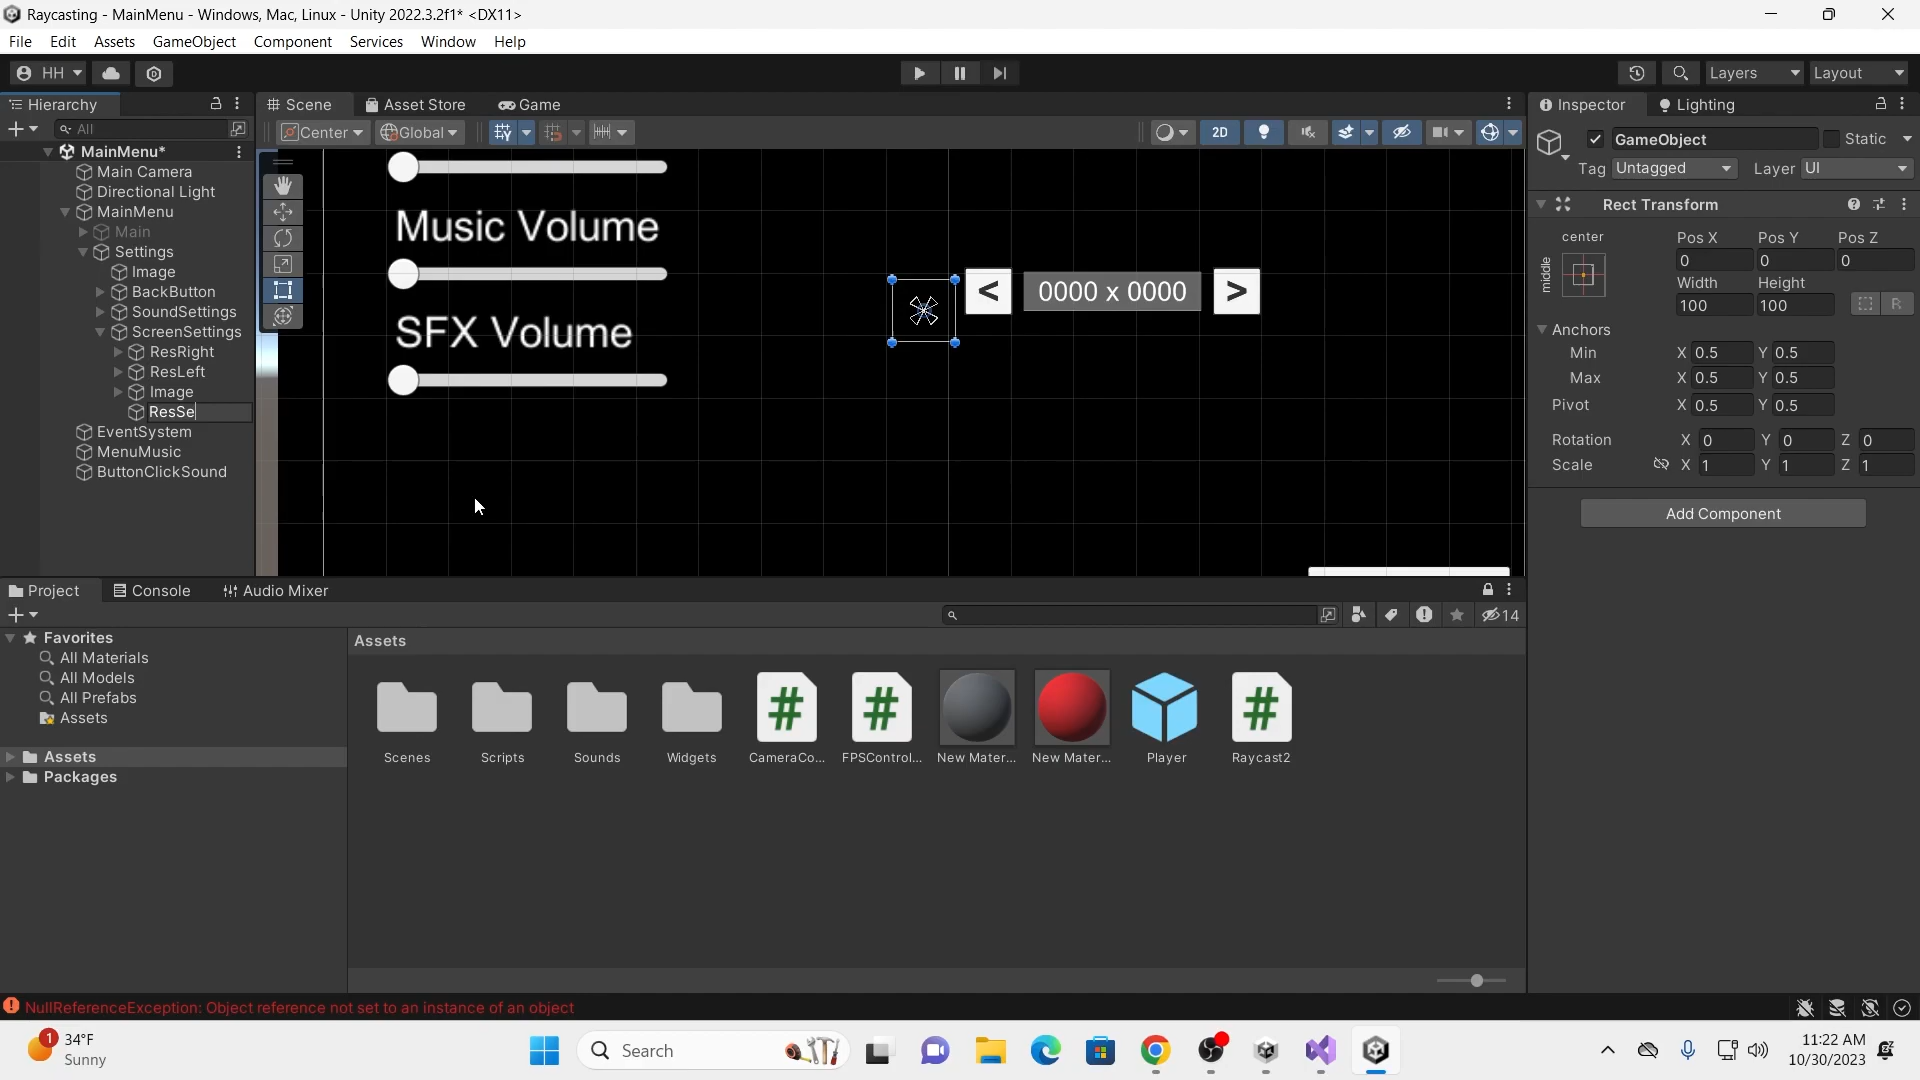 Raycasting - MainMenu - Windows, Mac, Linux - Unity 2022.3.2f1* <DX11>
File Edit Assets GameObject Component Services Window Help
HH Layers Layout
Hierarchy Scene Asset Store Game Inspector Lighting
All Center Global 2D GameObject Static
MainMenu*
Tag Untagged Layer UI
Main Camera
Directional Light
MainMenu
Main
Settings
Image
BackButton
SoundSettings
ScreenSettings
ResRight
ResLeft
Image
ResSe
EventSystem
MenuMusic
ButtonClickSound
Music Volume
SFX Volume
< 0000 x 0000 >
Rect Transform
center Pos X Pos Y Pos Z
middle 0 0 0
Width Height
100 100 R
Anchors
Min X 0.5 Y 0.5
Max X 0.5 Y 0.5
Pivot X 0.5 Y 0.5
Rotation X 0 Y 0 Z 0
Scale X 1 Y 1 Z 1
Add Component
Project Console Audio Mixer
14
Favorites
All Materials
All Models
All Prefabs
Assets
Assets
Packages
Assets
# # #
Scenes Scripts Sounds Widgets CameraCo... FPSControl... New Mater... New Mater... Player Raycast2
NullReferenceException: Object reference not set to an instance of an object
1 34°F
Sunny
Search
11:22 AM
10/30/2023